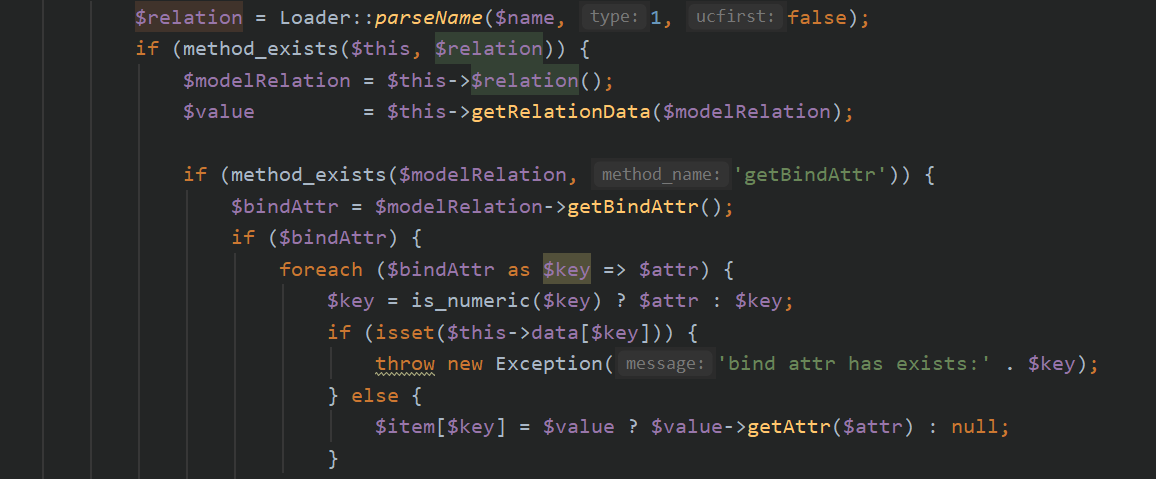 $relation = Loader::parseName($name, type: 1, ucfirst: false);
if (method_exists($this, $relation)) {
$modelRelation = $this->$relation();
$value = $this->getRelationData($modelRelation);
if (method_exists($modelRelation, method_name: 'getBindAttr')) {
$bindAttr = $modelRelation->getBindAttr();
if ($bindAttr) {
foreach ($bindAttr as $key => $attr) {
$key = is_numeric($key) ? $attr : $key;
if (isset($this->data[$key])) {
throw new Exception( message: 'bind attr has exists:' . $key);
} else {
$item[$key] = $value ? $value->getAttr($attr) : null;
}